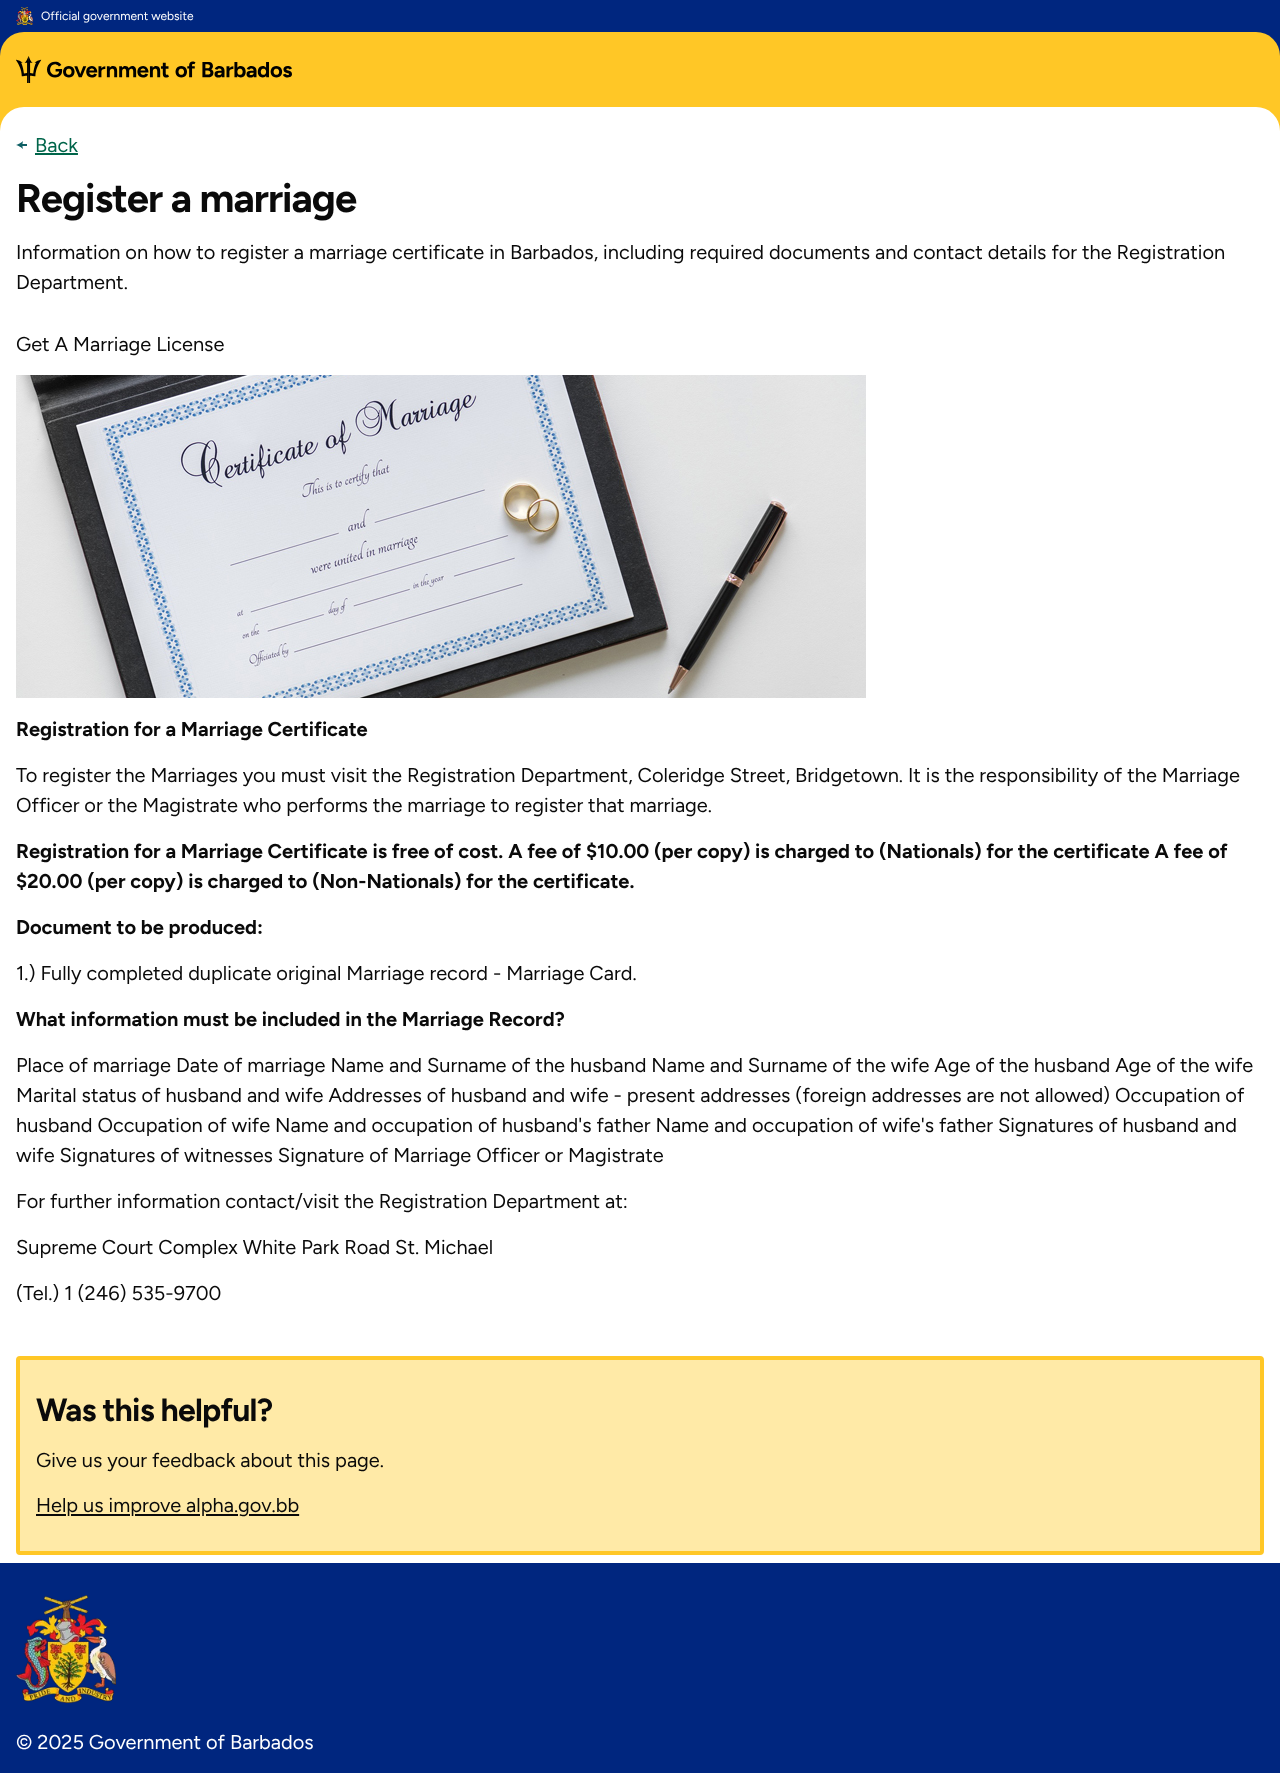 Official government website
Government of Barbados
Back
Register a marriage
Information on how to register a marriage certificate in Barbados, including required documents and contact details for the Registration
Department.
Get A Marriage License
Certificate of Marriage
This is to certify that
and
were united in marriage
at
on the
day of
in the year
Officiated by
Registration for a Marriage Certificate
To register the Marriages you must visit the Registration Department, Coleridge Street, Bridgetown. It is the responsibility of the Marriage
Officer or the Magistrate who performs the marriage to register that marriage.
Registration for a Marriage Certificate is free of cost. A fee of $10.00 (per copy) is charged to (Nationals) for the certificate A fee of
$20.00 (per copy) is charged to (Non-Nationals) for the certificate.
Document to be produced:
1.) Fully completed duplicate original Marriage record - Marriage Card.
What information must be included in the Marriage Record?
Place of marriage Date of marriage Name and Surname of the husband Name and Surname of the wife Age of the husband Age of the wife
Marital status of husband and wife Addresses of husband and wife - present addresses (foreign addresses are not allowed) Occupation of
husband Occupation of wife Name and occupation of husband's father Name and occupation of wife's father Signatures of husband and
wife Signatures of witnesses Signature of Marriage Officer or Magistrate
For further information contact/visit the Registration Department at:
Supreme Court Complex White Park Road St. Michael
(Tel.) 1 (246) 535-9700
Was this helpful?
Give us your feedback about this page.
Help us improve alpha.gov.bb
PRIDE AND INDUSTRY
© 2025 Government of Barbados